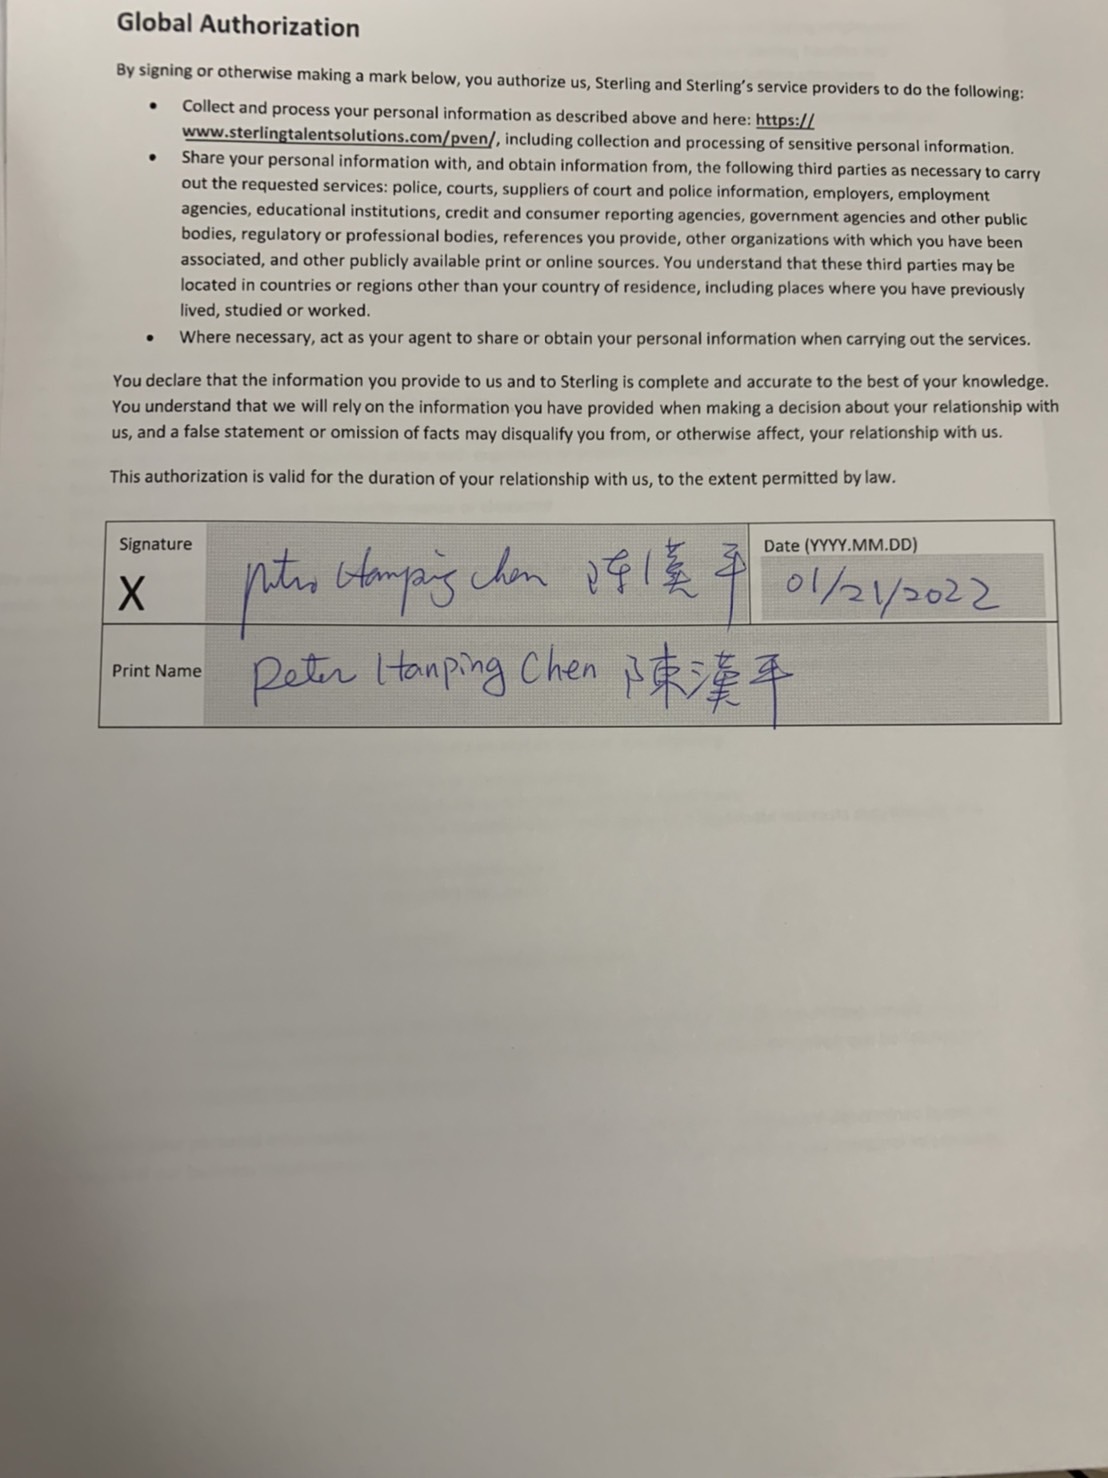 Global Authorization
By signing or otherwise making a mark below, you authorize us, Sterling and Sterling's service providers to do the following:
• Collect and process your personal information as described above and here: https://
www.sterlingtalentsolutions.com/pven/, including collection and processing of sensitive personal information.
• Share your personal information with, and obtain information from, the following third parties as necessary to carry
out the requested services: police, courts, suppliers of court and police information, employers, employment
agencies, educational institutions, credit and consumer reporting agencies, government agencies and other public
bodies, regulatory or professional bodies, references you provide, other organizations with which you have been
associated, and other publicly available print or online sources. You understand that these third parties may be
located in countries or regions other than your country of residence, including places where you have previously
lived, studied or worked.
• Where necessary, act as your agent to share or obtain your personal information when carrying out the services.
You declare that the information you provide to us and to Sterling is complete and accurate to the best of your knowledge.
You understand that we will rely on the information you have provided when making a decision about your relationship with
us, and a false statement or omission of facts may disqualify you from, or otherwise affect, your relationship with us.
This authorization is valid for the duration of your relationship with us, to the extent permitted by law.
Signature
X
Peter Hanping Chen 陈漢平
Date (YYYY.MM.DD)
01/21/2022
Print Name
Peter Hanping Chen 陳漢平